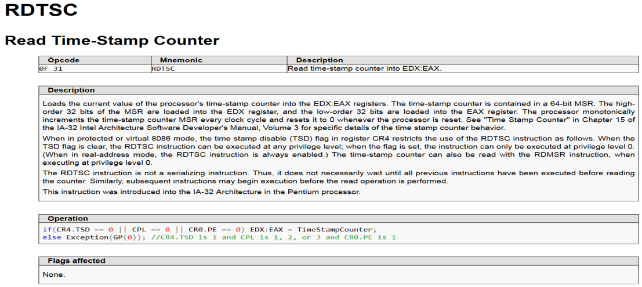 RDTSC
Read Time-Stamp Counter
Opcode Mnemonic Description
0F 31 RDTSC Read time-stamp counter into EDX:EAX.
Description
Loads the current value of the processor's time-stamp counter into the EDX:EAX registers. The time-stamp counter is contained in a 64-bit MSR. The high-
order 32 bits of the MSR are loaded into the EDX register, and the low-order 32 bits are loaded into the EAX register. The processor monotonically
increments the time-stamp counter MSR every clock cycle and resets it to 0 whenever the processor is reset. See "Time Stamp Counter" in Chapter 15 of
the IA-32 Intel Architecture Software Developer's Manual, Volume 3 for specific details of the time stamp counter behavior.
When in protected or virtual 8086 mode, the time stamp disable (TSD) flag in register CR4 restricts the use of the RDTSC instruction as follows. When the
TSD flag is clear, the RDTSC instruction can be executed at any privilege level; when the flag is set, the instruction can only be executed at privilege level 0.
(When in real-address mode, the RDTSC instruction is always enabled.) The time-stamp counter can also be read with the RDMSR instruction, when
executing at privilege level 0.
The RDTSC instruction is not a serializing instruction. Thus, it does not necessarily wait until all previous instructions have been executed before reading
the counter. Similarly, subsequent instructions may begin execution before the read operation is performed.
This instruction was introduced into the IA-32 Architecture in the Pentium processor.
Operation
if(CR4.TSD == 0 || CPL == 0 || CR0.PE == 0) EDX:EAX = TimeStampCounter;
else Exception(GP(0)); //CR4.TSD is 1 and CPL is 1, 2, or 3 and CR0.PE is 1
Flags affected
None.